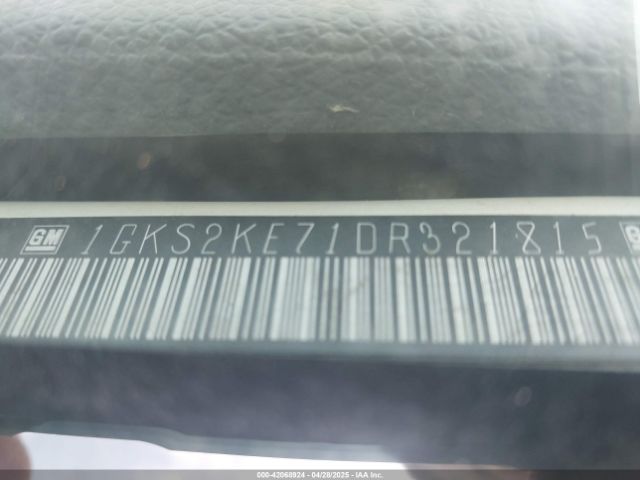 GM 1GKS2KE71DR321815
000-42068924 04/28/2025 - IAA Inc.